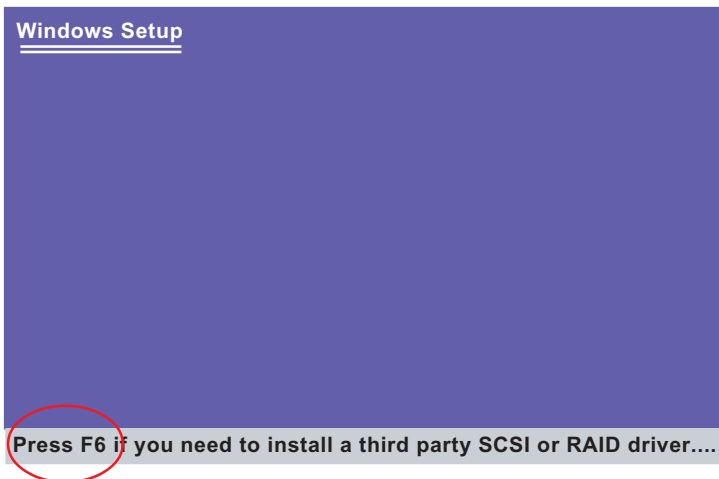 Windows Setup
Press F6 if you need to install a third party SCSI or RAID driver....